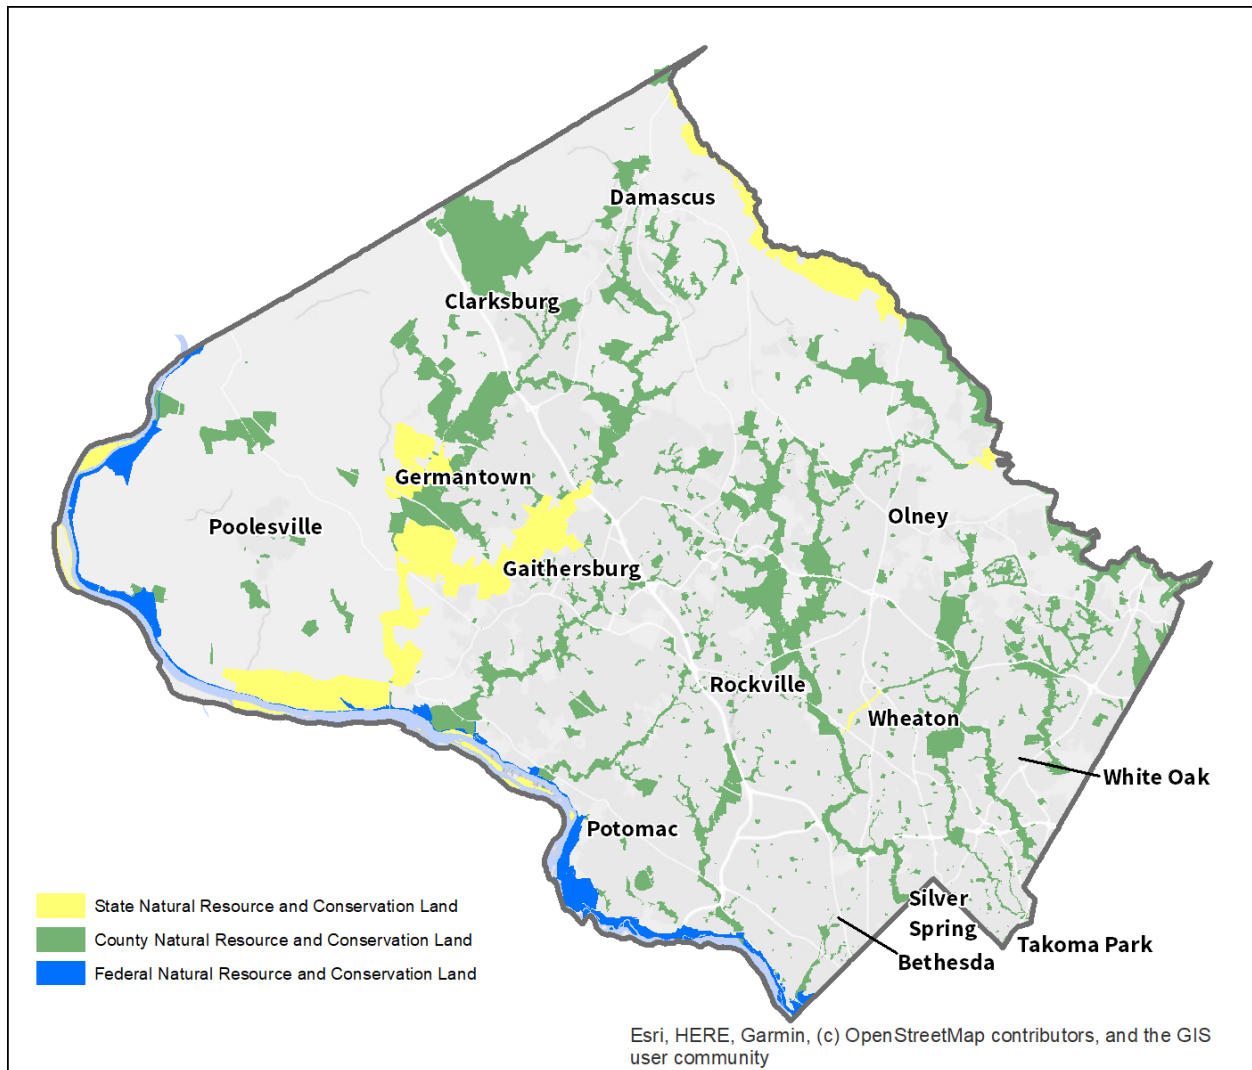 Damascus
Clarksburg
Germantown
Poolesville
Olney
Gaithersburg
Rockville
Wheaton
White Oak
Potomac
Silver
Spring
Takoma Park
Bethesda
State Natural Resource and Conservation Land
County Natural Resource and Conservation Land
Federal Natural Resource and Conservation Land
Esri, HERE, Garmin, (c) OpenStreetMap contributors, and the GIS
user community